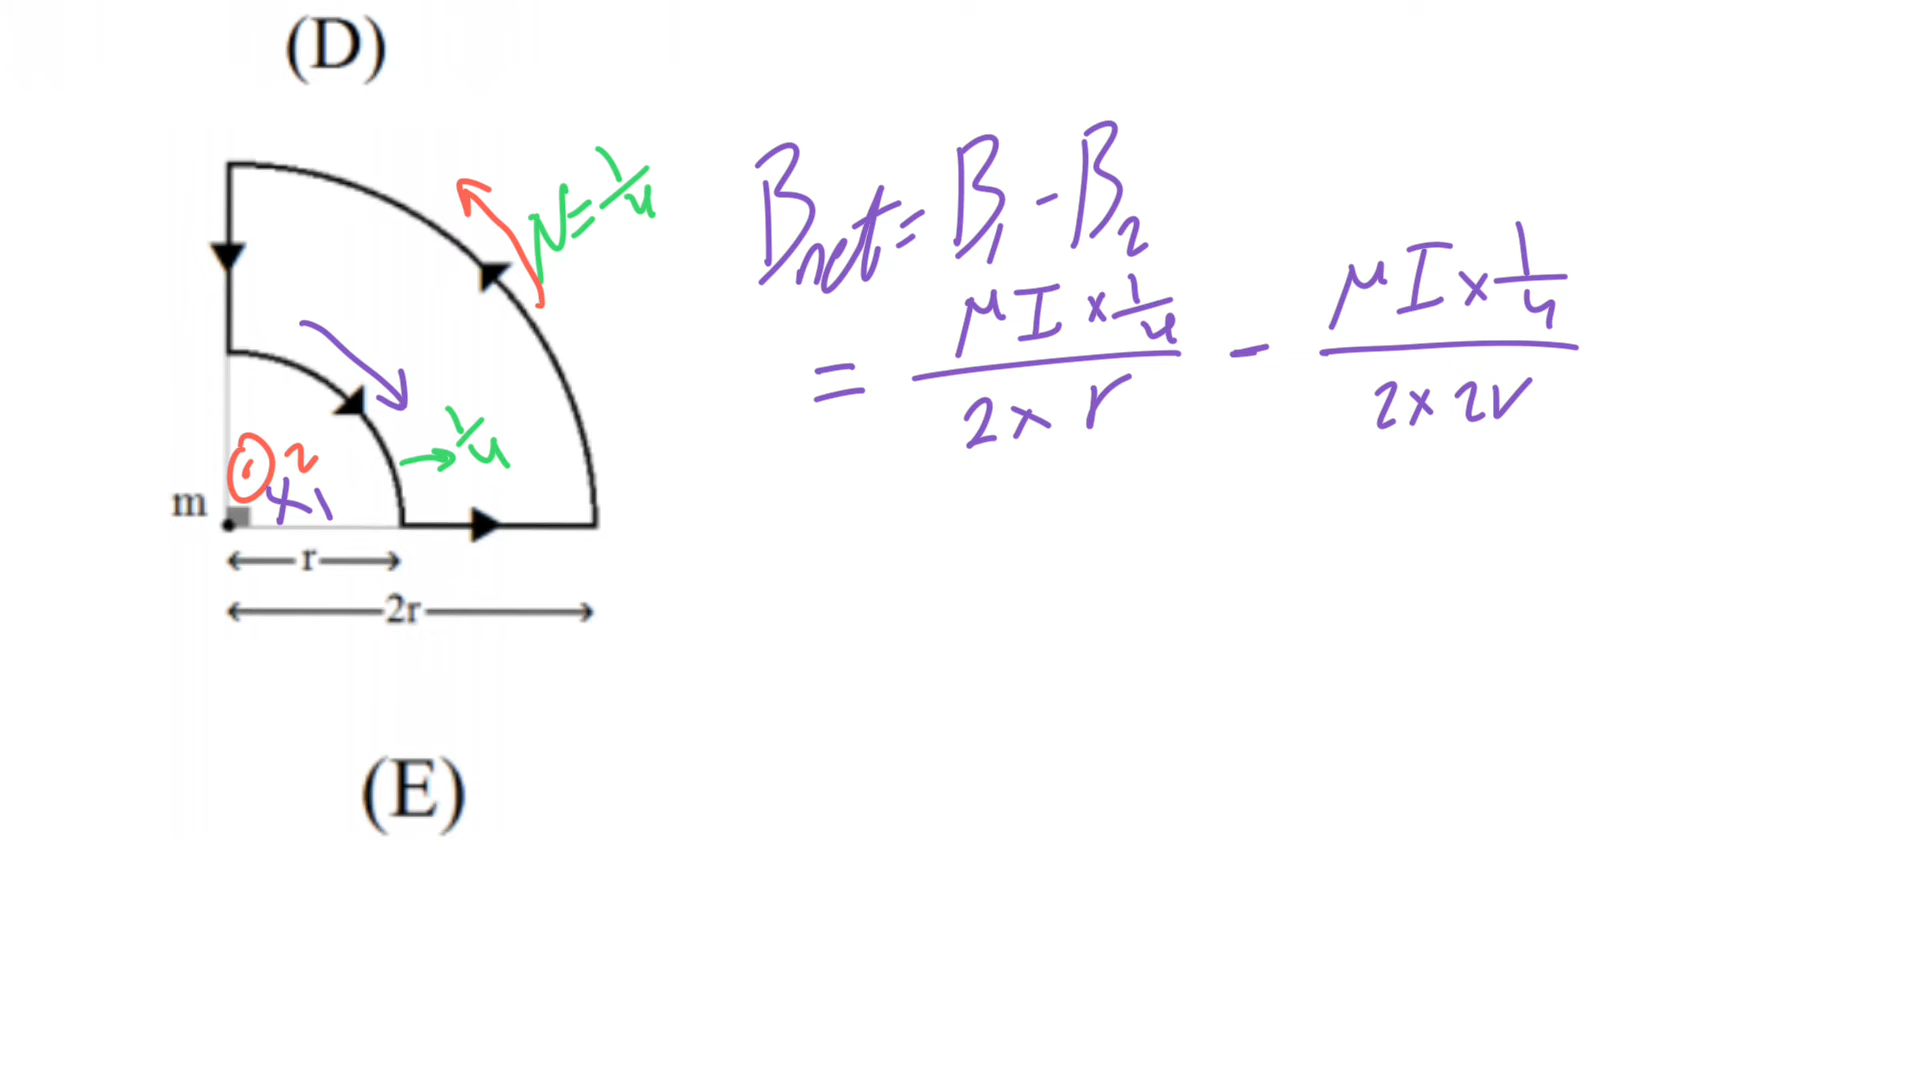 (D)
N=1/4
B_net = B_1 - B_2
= (μI × 1/4)/(2 × r) - (μI × 1/4)/(2 × 2r)
1/4
⊙ 2
× 1
m
r
2r
(E)